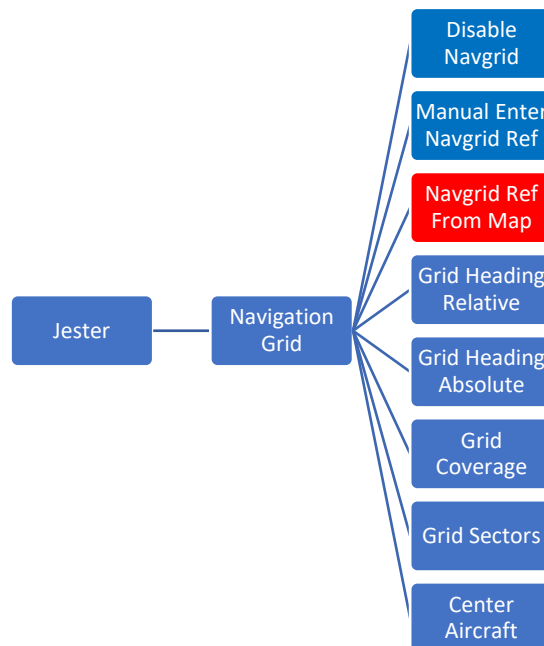 Disable
Navgrid
Manual Enter
Navgrid Ref
Navgrid Ref
From Map
Jester
Navigation
Grid
Grid Heading
Relative
Grid Heading
Absolute
Grid
Coverage
Grid Sectors
Center
Aircraft